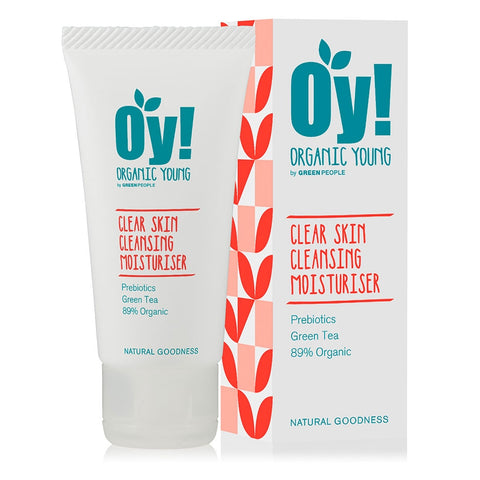 Oy!
ORGANIC YOUNG
by GREEN PEOPLE
CLEAR SKIN
CLEANSING
MOISTURISER
Prebiotics
Green Tea
89% Organic
NATURAL GOODNESS
Oy!
ORGANIC YOUNG
by GREEN PEOPLE
CLEAR SKIN
CLEANSING
MOISTURISER
Prebiotics
Green Tea
89% Organic
NATURAL GOODNESS